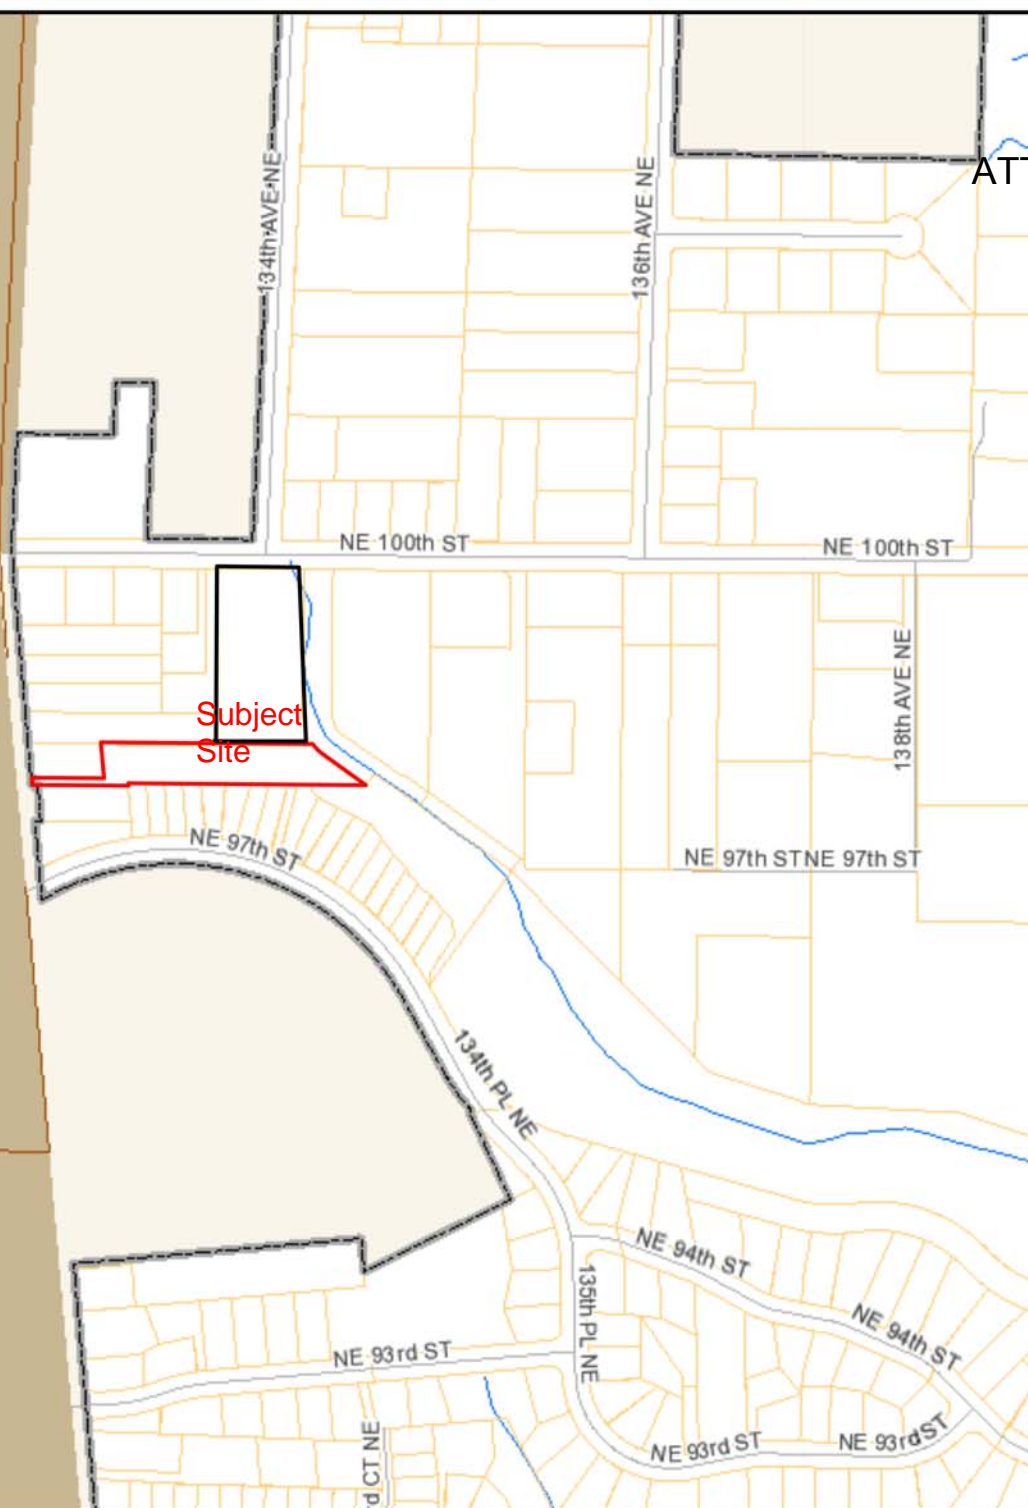 134th AVE NE
136th AVE NE
ATT
NE 100th ST
NE 100th ST
138th AVE NE
Subject
Site
NE 97th ST
NE 97th ST
NE 97th ST
134th PL NE
NE 94th ST
135th PL NE
NE 94th ST
NE 93rd ST
NE 93rd ST
NE 93rd ST
d CT NE